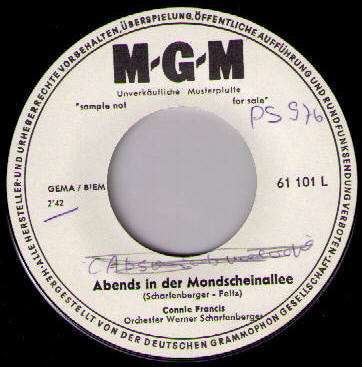 ALLE HERSTELLER- UND URHEBERRECHTE VORBEHALTEN, ÜBERSPIELUNG, ÖFFENTLICHE AUFFÜHRUNG UND RUNDFUNKSENDUNG VERBOTEN·
M-G-M
Unverkäufliche Musterplatte
"sample not for sale"
PS 976
GEMA / BIEM
2'42
61 101 L
Abends in der Mondscheinallee
(Scharfenberger - Feltz)
Connie Francis
Orchester Werner Scharfenberger
HERGESTELLT VON DER DEUTSCHEN GRAMMOPHON GESELLSCHAFT·